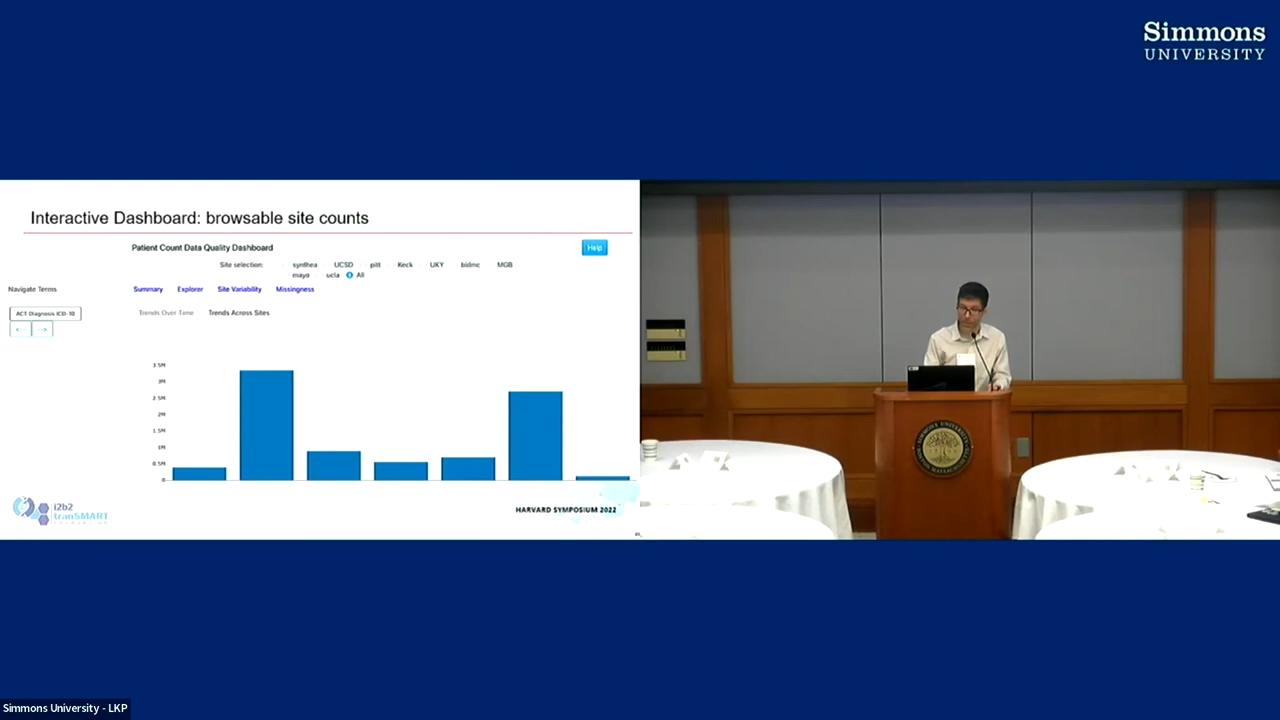 Simmons
UNIVERSITY
Interactive Dashboard: browsable site counts
Patient Count Data Quality Dashboard
Help
Site selection: synthea UCSD pitt Keck UKY bidmc MGB
mayo ucla All
Navigate Terms
Summary Explorer Site Variability Missingness
ACT Diagnosis ICD-10
Trends Over Time Trends Across Sites
3.5M
3M
2.5M
2M
1.5M
1M
0.5M
0
i2b2
tranSMART
HARVARD SYMPOSIUM 2022
Simmons University - LKP